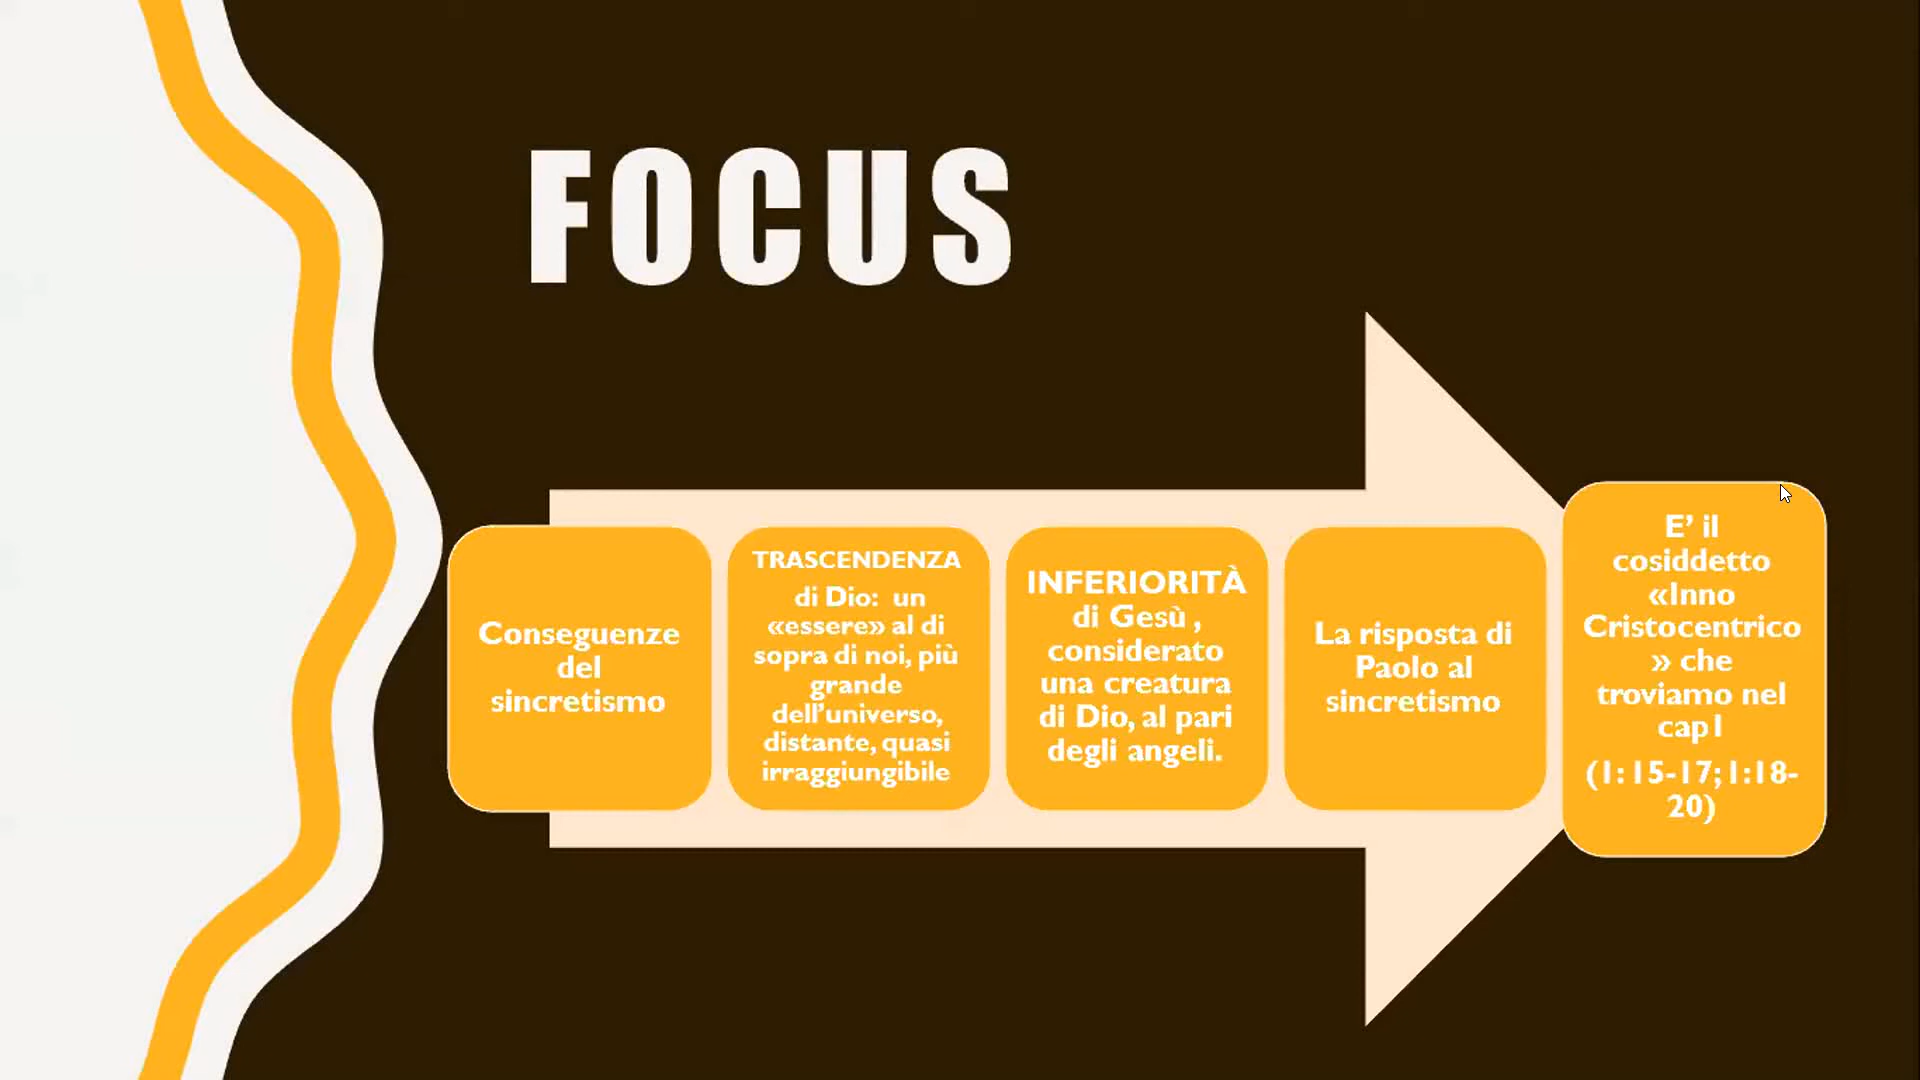 FOCUS
Conseguenze
del
sincretismo
TRASCENDENZA
di Dio: un
«essere» al di
sopra di noi, più
grande
dell’universo,
distante, quasi
irraggiungibile
INFERIORITÀ
di Gesù ,
considerato
una creatura
di Dio, al pari
degli angeli.
La risposta di
Paolo al
sincretismo
E’ il
cosiddetto
«Inno
Cristocentrico
» che
troviamo nel
cap1
(1:15-17;1:18-
20)